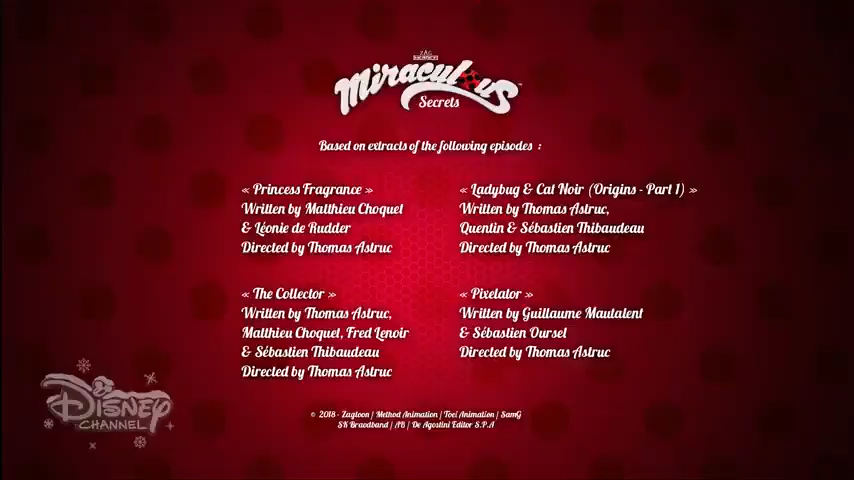 ZAG
Miraculous
Secrets
Based on extracts of the following episodes :
« Princess Fragrance »
Written by Matthieu Choquet
& Léonie de Rudder
Directed by Thomas Astruc
« Ladybug & Cat Noir (Origins - Part 1) »
Written by Thomas Astruc,
Quentin & Sébastien Thibaudeau
Directed by Thomas Astruc
« The Collector »
Written by Thomas Astruc,
Matthieu Choquet, Fred Lenoir
& Sébastien Thibaudeau
Directed by Thomas Astruc
« Pixelator »
Written by Guillaume Mautalent
& Sébastien Oursel
Directed by Thomas Astruc
© 2018 - Zagtoon / Method Animation / Toei Animation / SamG
SK Braodband / AB / De Agostini Editor S.P.A
Disney
CHANNEL